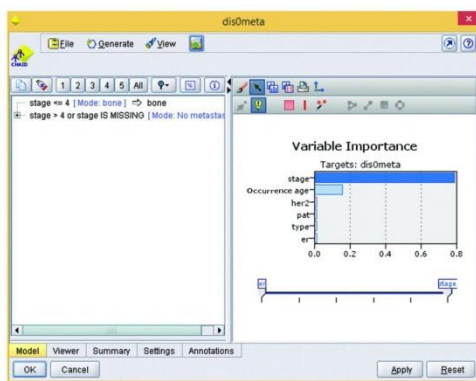 dis0meta
File Generate View
CHAID
1 2 3 4 5 All %
stage <= 4 [Mode: bone] ⇒ bone
stage > 4 or stage IS MISSING [Mode: No metastas
Variable Importance
Targets: dis0meta
stage
Occurrence age
her2
pat
type
er
0.0 0.2 0.4 0.6 0.8
er stage
Model Viewer Summary Settings Annotations
OK Cancel Apply Reset